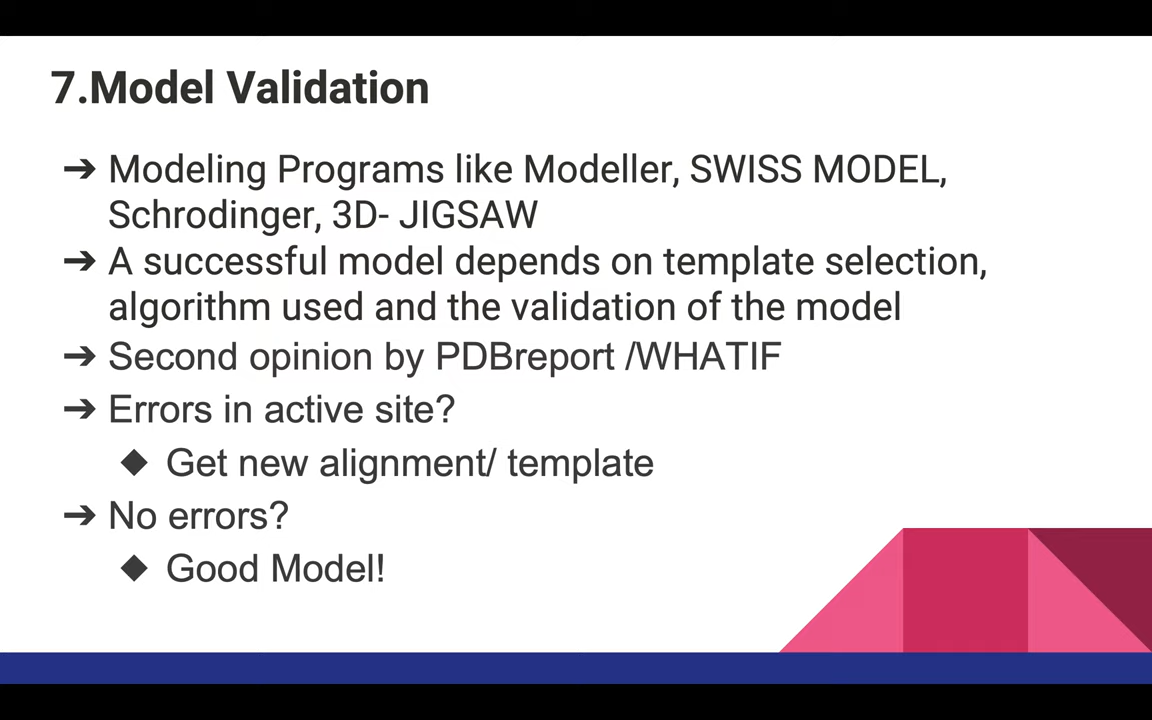 7.Model Validation
➔ Modeling Programs like Modeller, SWISS MODEL,
Schrodinger, 3D- JIGSAW
➔ A successful model depends on template selection,
algorithm used and the validation of the model
➔ Second opinion by PDBreport /WHATIF
➔ Errors in active site?
◆ Get new alignment/ template
➔ No errors?
◆ Good Model!